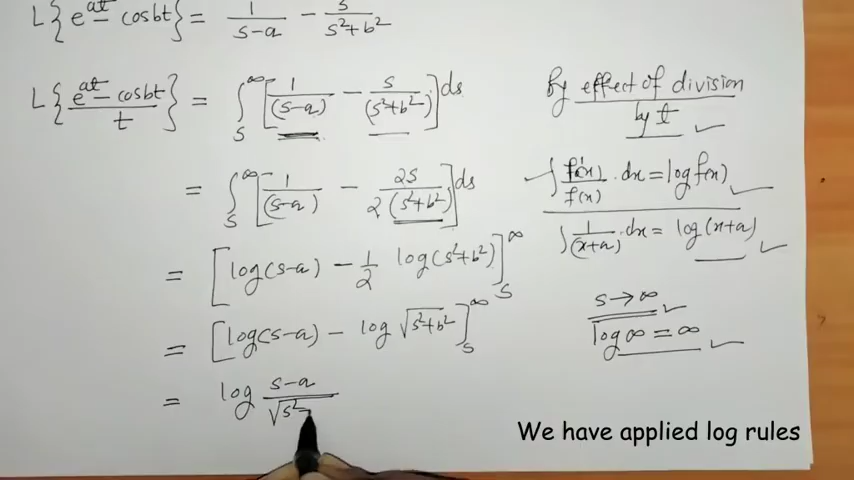 L{e^{at} - cosbt} = 1/(s-a) - s/(s²+b²)
L{(e^{at} - cosbt)/t} = ∫_S^∞ [1/(s-a) - s/(s²+b²)] ds
= ∫_S^∞ [1/(s-a) - 2s/(2(s²+b²))] ds
= [log(s-a) - 1/2 log(s²+b²)]_S^∞
= [log(s-a) - log √(s²+b²)]_S^∞
= log (s-a)/√(s²
By effect of division
by t ✓
∫ f'(x)/f(x) · dx = log f(x) ✓
∫ 1/(x+a) · dx = log(x+a) ✓
s → ∞ ✓
log ∞ = ∞ ✓
We have applied log rules